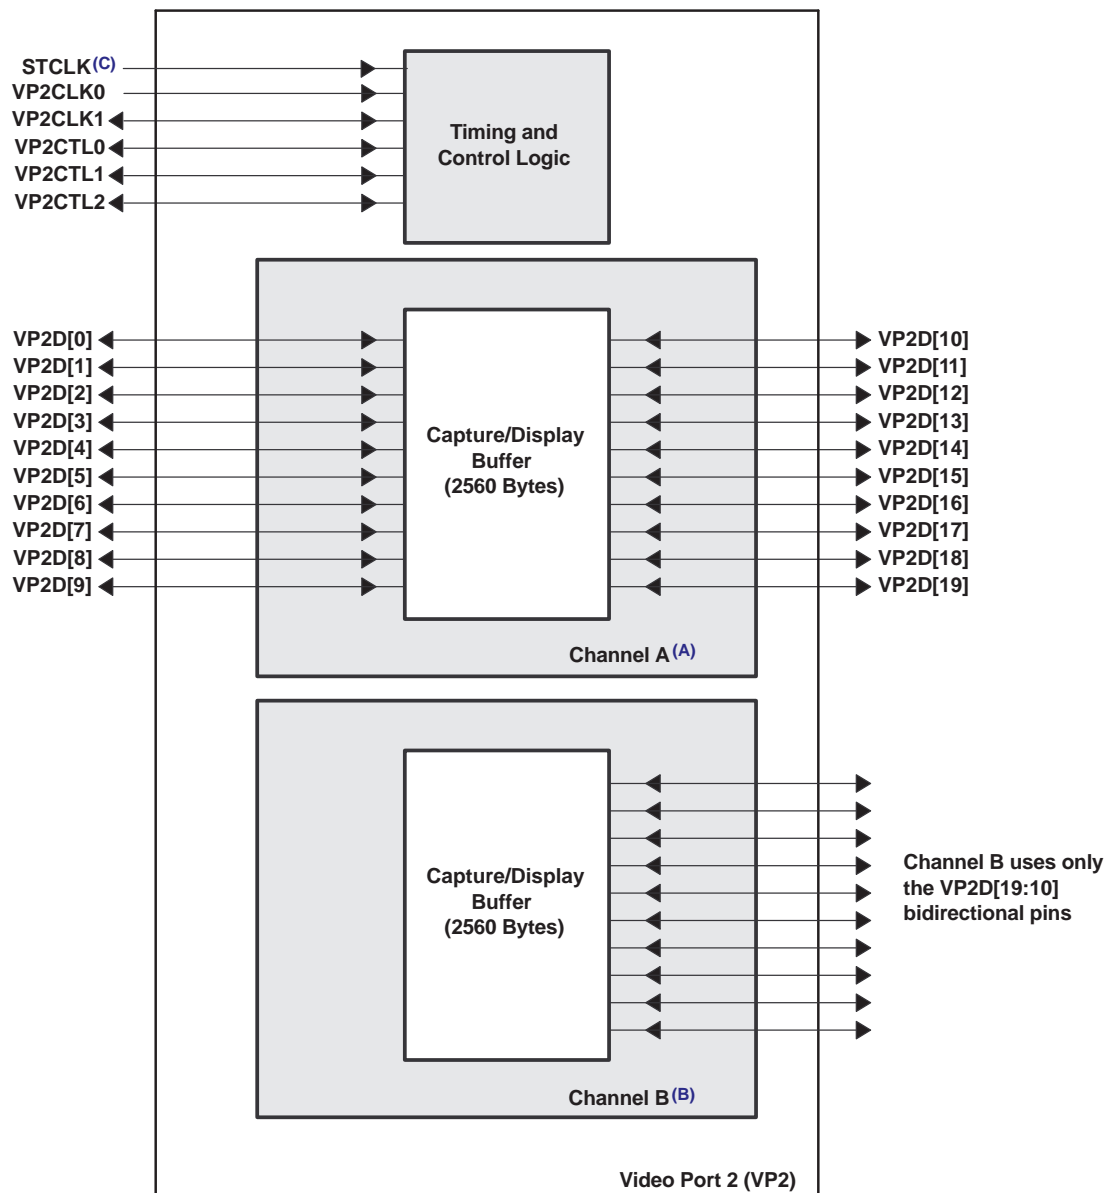 STCLK(C)
VP2CLK0
VP2CLK1
VP2CTL0
VP2CTL1
VP2CTL2
Timing and
Control Logic
VP2D[0]
VP2D[1]
VP2D[2]
VP2D[3]
VP2D[4]
VP2D[5]
VP2D[6]
VP2D[7]
VP2D[8]
VP2D[9]
Capture/Display
Buffer
(2560 Bytes)
VP2D[10]
VP2D[11]
VP2D[12]
VP2D[13]
VP2D[14]
VP2D[15]
VP2D[16]
VP2D[17]
VP2D[18]
VP2D[19]
Channel A(A)
Capture/Display
Buffer
(2560 Bytes)
Channel B uses only
the VP2D[19:10]
bidirectional pins
Channel B(B)
Video Port 2 (VP2)